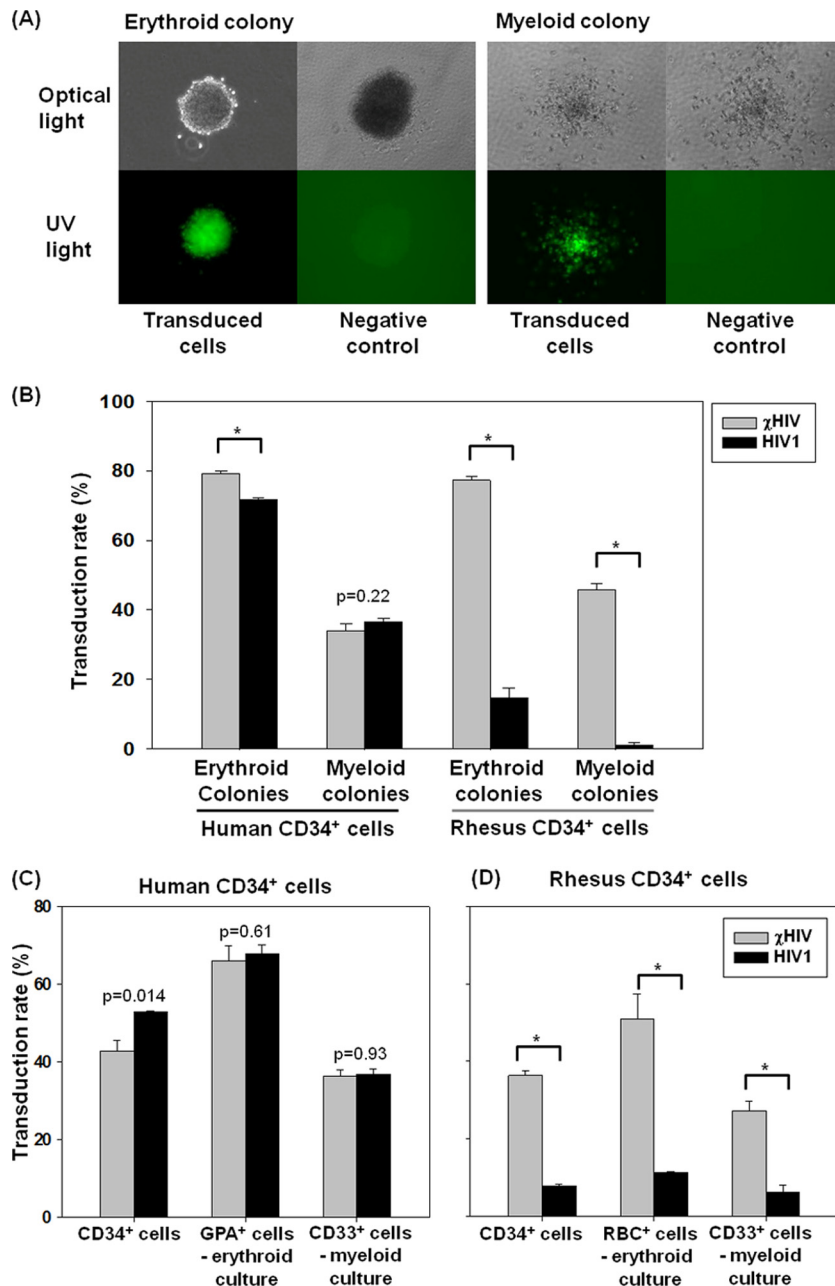 (A)
Erythroid colony
Myeloid colony
Optical
light
UV
light
Transduced
cells
Negative
control
Transduced
cells
Negative
control
(B)
Transduction rate (%)
100
80
60
40
20
0
*
p=0.22
*
*
χHIV
HIV1
Erythroid
Colonies
Myeloid
colonies
Erythroid
colonies
Myeloid
colonies
Human CD34⁺ cells
Rhesus CD34⁺ cells
(C)
Human CD34⁺ cells
Transduction rate (%)
80
60
40
20
0
p=0.014
p=0.61
p=0.93
CD34⁺ cells
GPA⁺ cells
- erythroid
culture
CD33⁺ cells
- myeloid
culture
(D)
Rhesus CD34⁺ cells
χHIV
HIV1
*
*
*
CD34⁺ cells
RBC⁺ cells
- erythroid
culture
CD33⁺ cells
- myeloid
culture